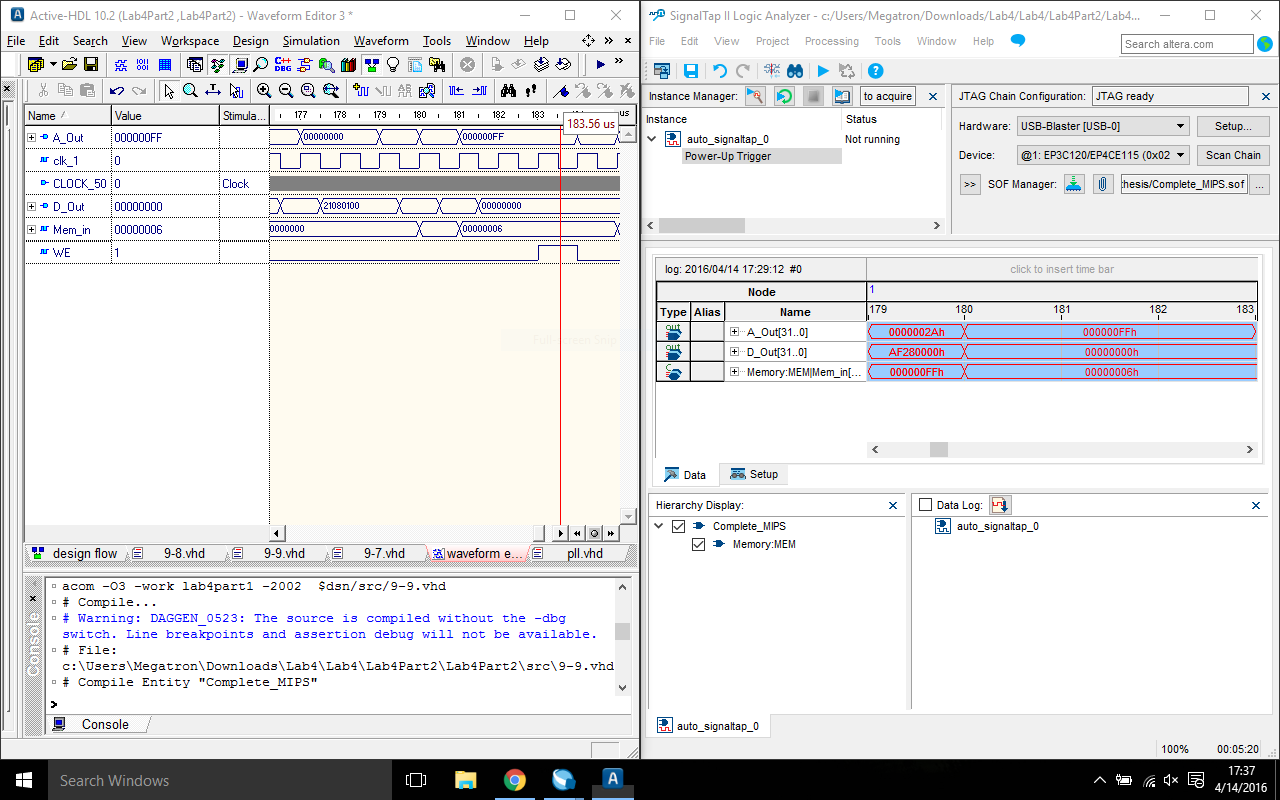 Active-HDL 10.2 (Lab4Part2 ,Lab4Part2) - Waveform Editor 3 *
File Edit Search View Workspace Design Simulation Waveform Tools Window Help
Name Value Stimula... 177 178 179 180 181 182 183 us
183.56 us
A_Out 000000FF 00000000 000000FF
clk_1 0
CLOCK_50 0 Clock
D_Out 00000000 21080100 00000000
Mem_in 00000006 0000000 00000006
WE 1
design flow 9-8.vhd 9-9.vhd 9-7.vhd waveform e... pll.vhd
acom -O3 -work lab4part1 -2002 $dsn/src/9-9.vhd
# Compile...
# Warning: DAGGEN_0523: The source is compiled without the -dbg
switch. Line breakpoints and assertion debug will not be available.
# File:
c:\Users\Megatron\Downloads\Lab4\Lab4\Lab4Part2\Lab4Part2\src\9-9.vhd
# Compile Entity "Complete_MIPS"
>
console
Console
SignalTap II Logic Analyzer - c:/Users/Megatron/Downloads/Lab4/Lab4/Lab4Part2/Lab4...
File Edit View Project Processing Tools Window Help
Search altera.com
Instance Manager: to acquire
Instance Status
auto_signaltap_0 Not running
Power-Up Trigger
JTAG Chain Configuration: JTAG ready
Hardware: USB-Blaster [USB-0] Setup...
Device: @1: EP3C120/EP4CE115 (0x02 Scan Chain
>> SOF Manager: thesis/Complete_MIPS.sof ...
log: 2016/04/14 17:29:12 #0 click to insert time bar
Node 1
Type Alias Name 179 180 181 182 183
A_Out[31..0] 0000002Ah 000000FFh
D_Out[31..0] AF280000h 00000000h
Memory:MEM|Mem_in[... 000000FFh 00000006h
Data Setup
Hierarchy Display:
Complete_MIPS
Memory:MEM
Data Log:
auto_signaltap_0
auto_signaltap_0
100% 00:05:20
Search Windows
17:37
4/14/2016